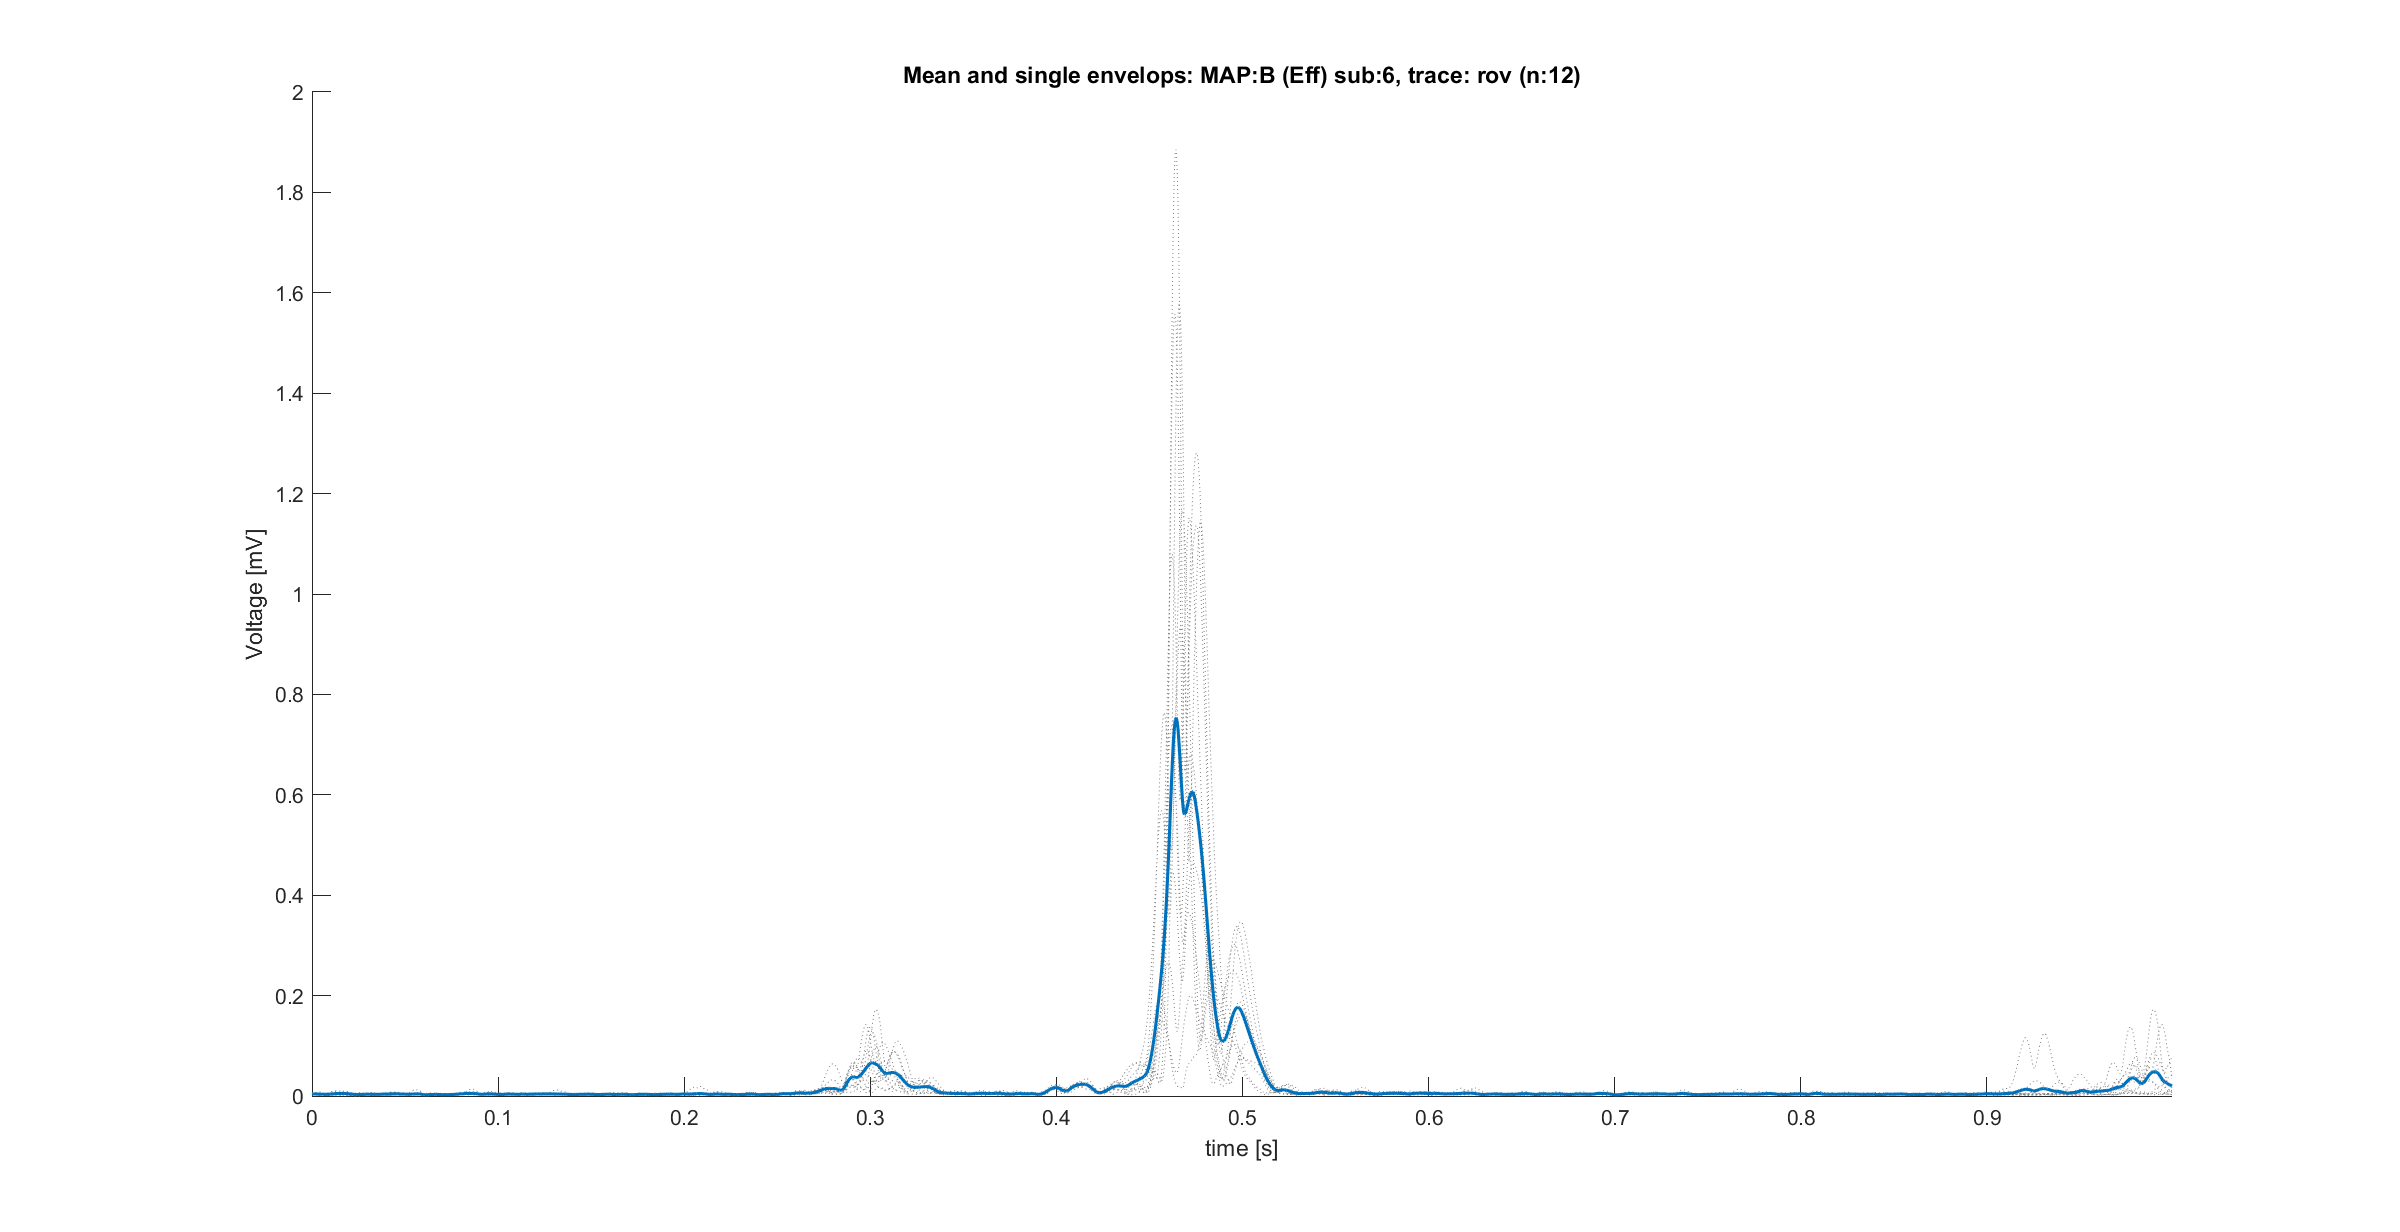 Mean and single envelops: MAP:B (Eff) sub:6, trace: rov (n:12)
2
1.8
1.6
1.4
1.2
1
0.8
0.6
0.4
0.2
0
Voltage [mV]
0 0.1 0.2 0.3 0.4 0.5 0.6 0.7 0.8 0.9
time [s]